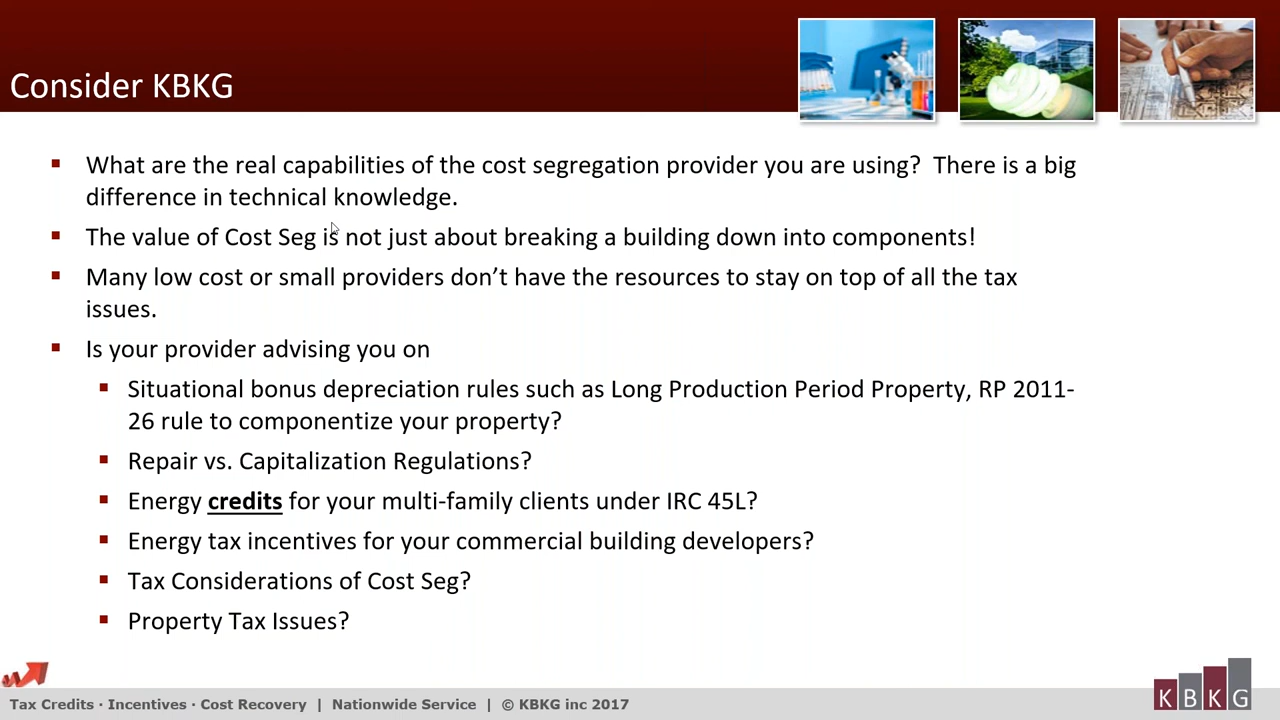 Consider KBKG
What are the real capabilities of the cost segregation provider you are using?  There is a big
difference in technical knowledge.
The value of Cost Seg is not just about breaking a building down into components!
Many low cost or small providers don’t have the resources to stay on top of all the tax
issues.
Is your provider advising you on
Situational bonus depreciation rules such as Long Production Period Property, RP 2011-
26 rule to componentize your property?
Repair vs. Capitalization Regulations?
Energy credits for your multi-family clients under IRC 45L?
Energy tax incentives for your commercial building developers?
Tax Considerations of Cost Seg?
Property Tax Issues?
Tax Credits · Incentives · Cost Recovery | Nationwide Service | © KBKG inc 2017
KBKG